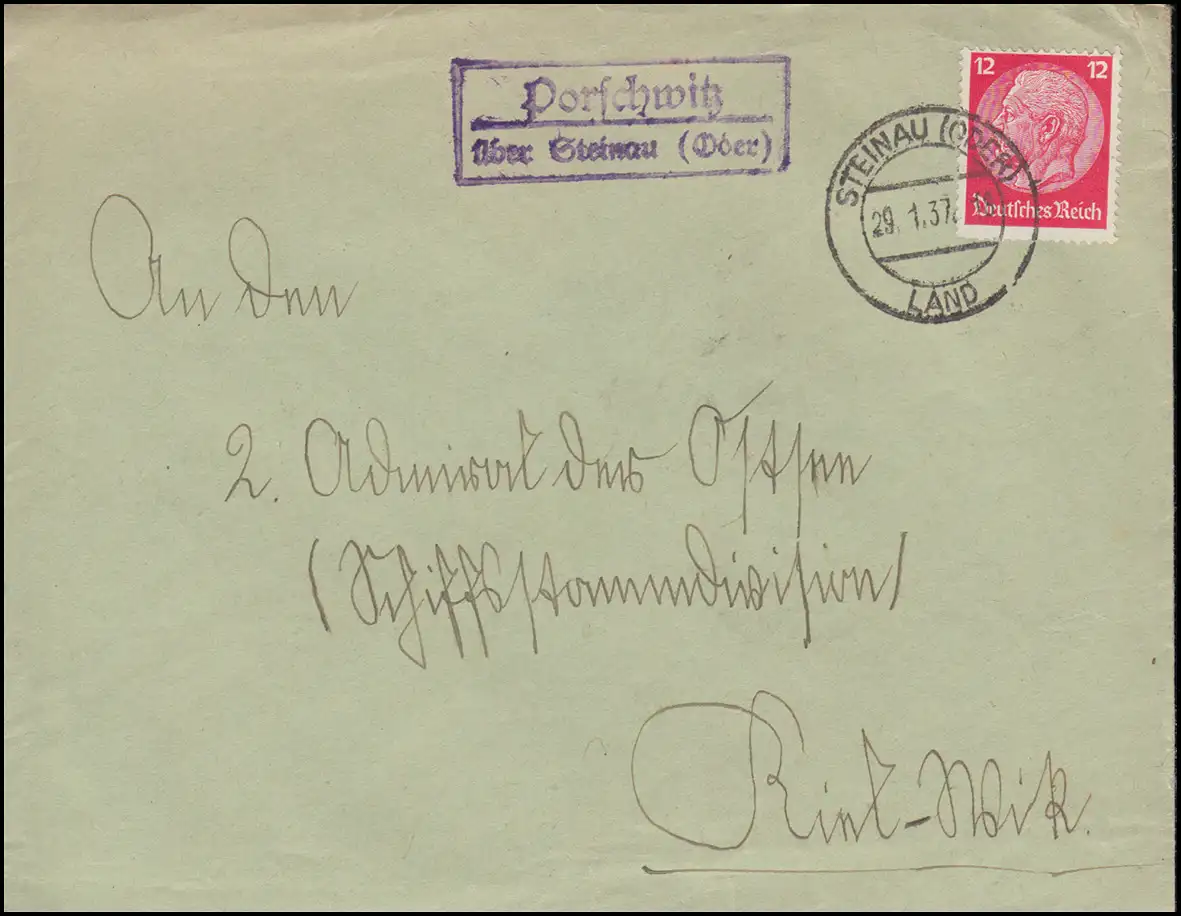 Porschwitz
über Steinau (Oder)
12 12
Deutsches Reich
STEINAU (ODER)
29.1.37
LAND
An den
2. Admiral der Ostsee
(Schiffsstammdivision)
Kiel-Wik.